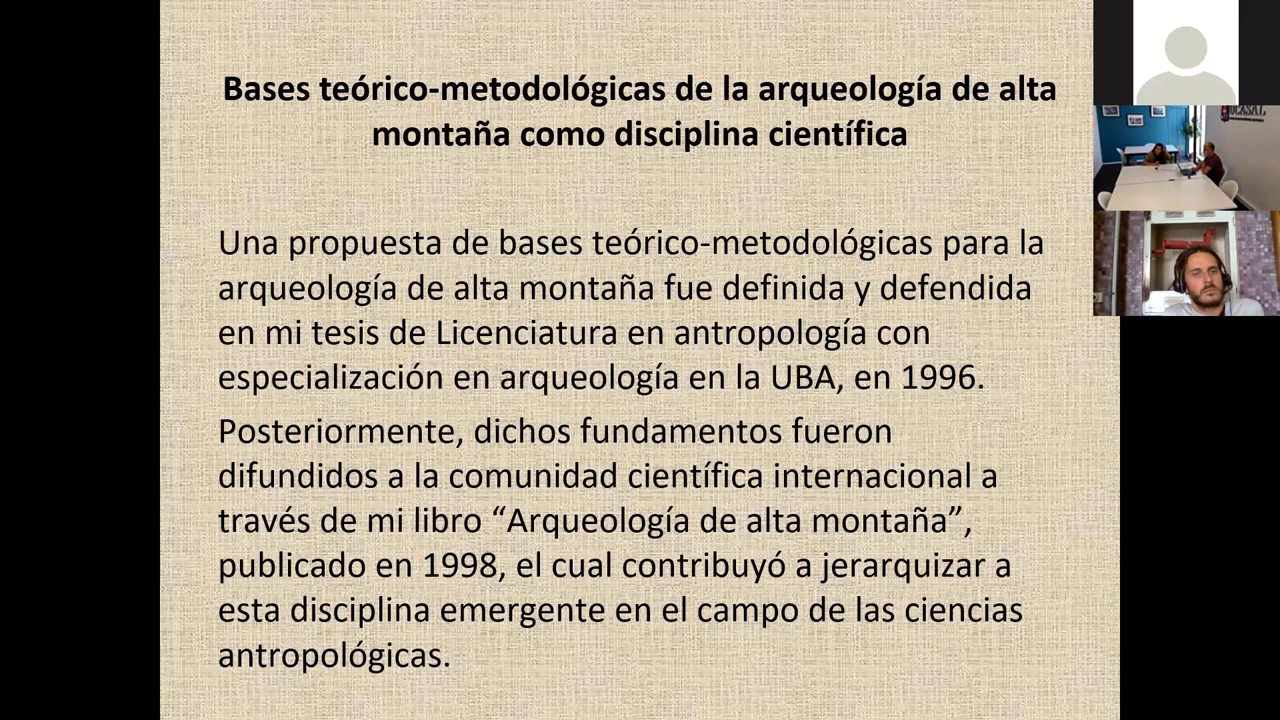 Bases teórico-metodológicas de la arqueología de alta
montaña como disciplina científica
Una propuesta de bases teórico-metodológicas para la
arqueología de alta montaña fue definida y defendida
en mi tesis de Licenciatura en antropología con
especialización en arqueología en la UBA, en 1996.
Posteriormente, dichos fundamentos fueron
difundidos a la comunidad científica internacional a
través de mi libro “Arqueología de alta montaña”,
publicado en 1998, el cual contribuyó a jerarquizar a
esta disciplina emergente en el campo de las ciencias
antropológicas.
UCASAL